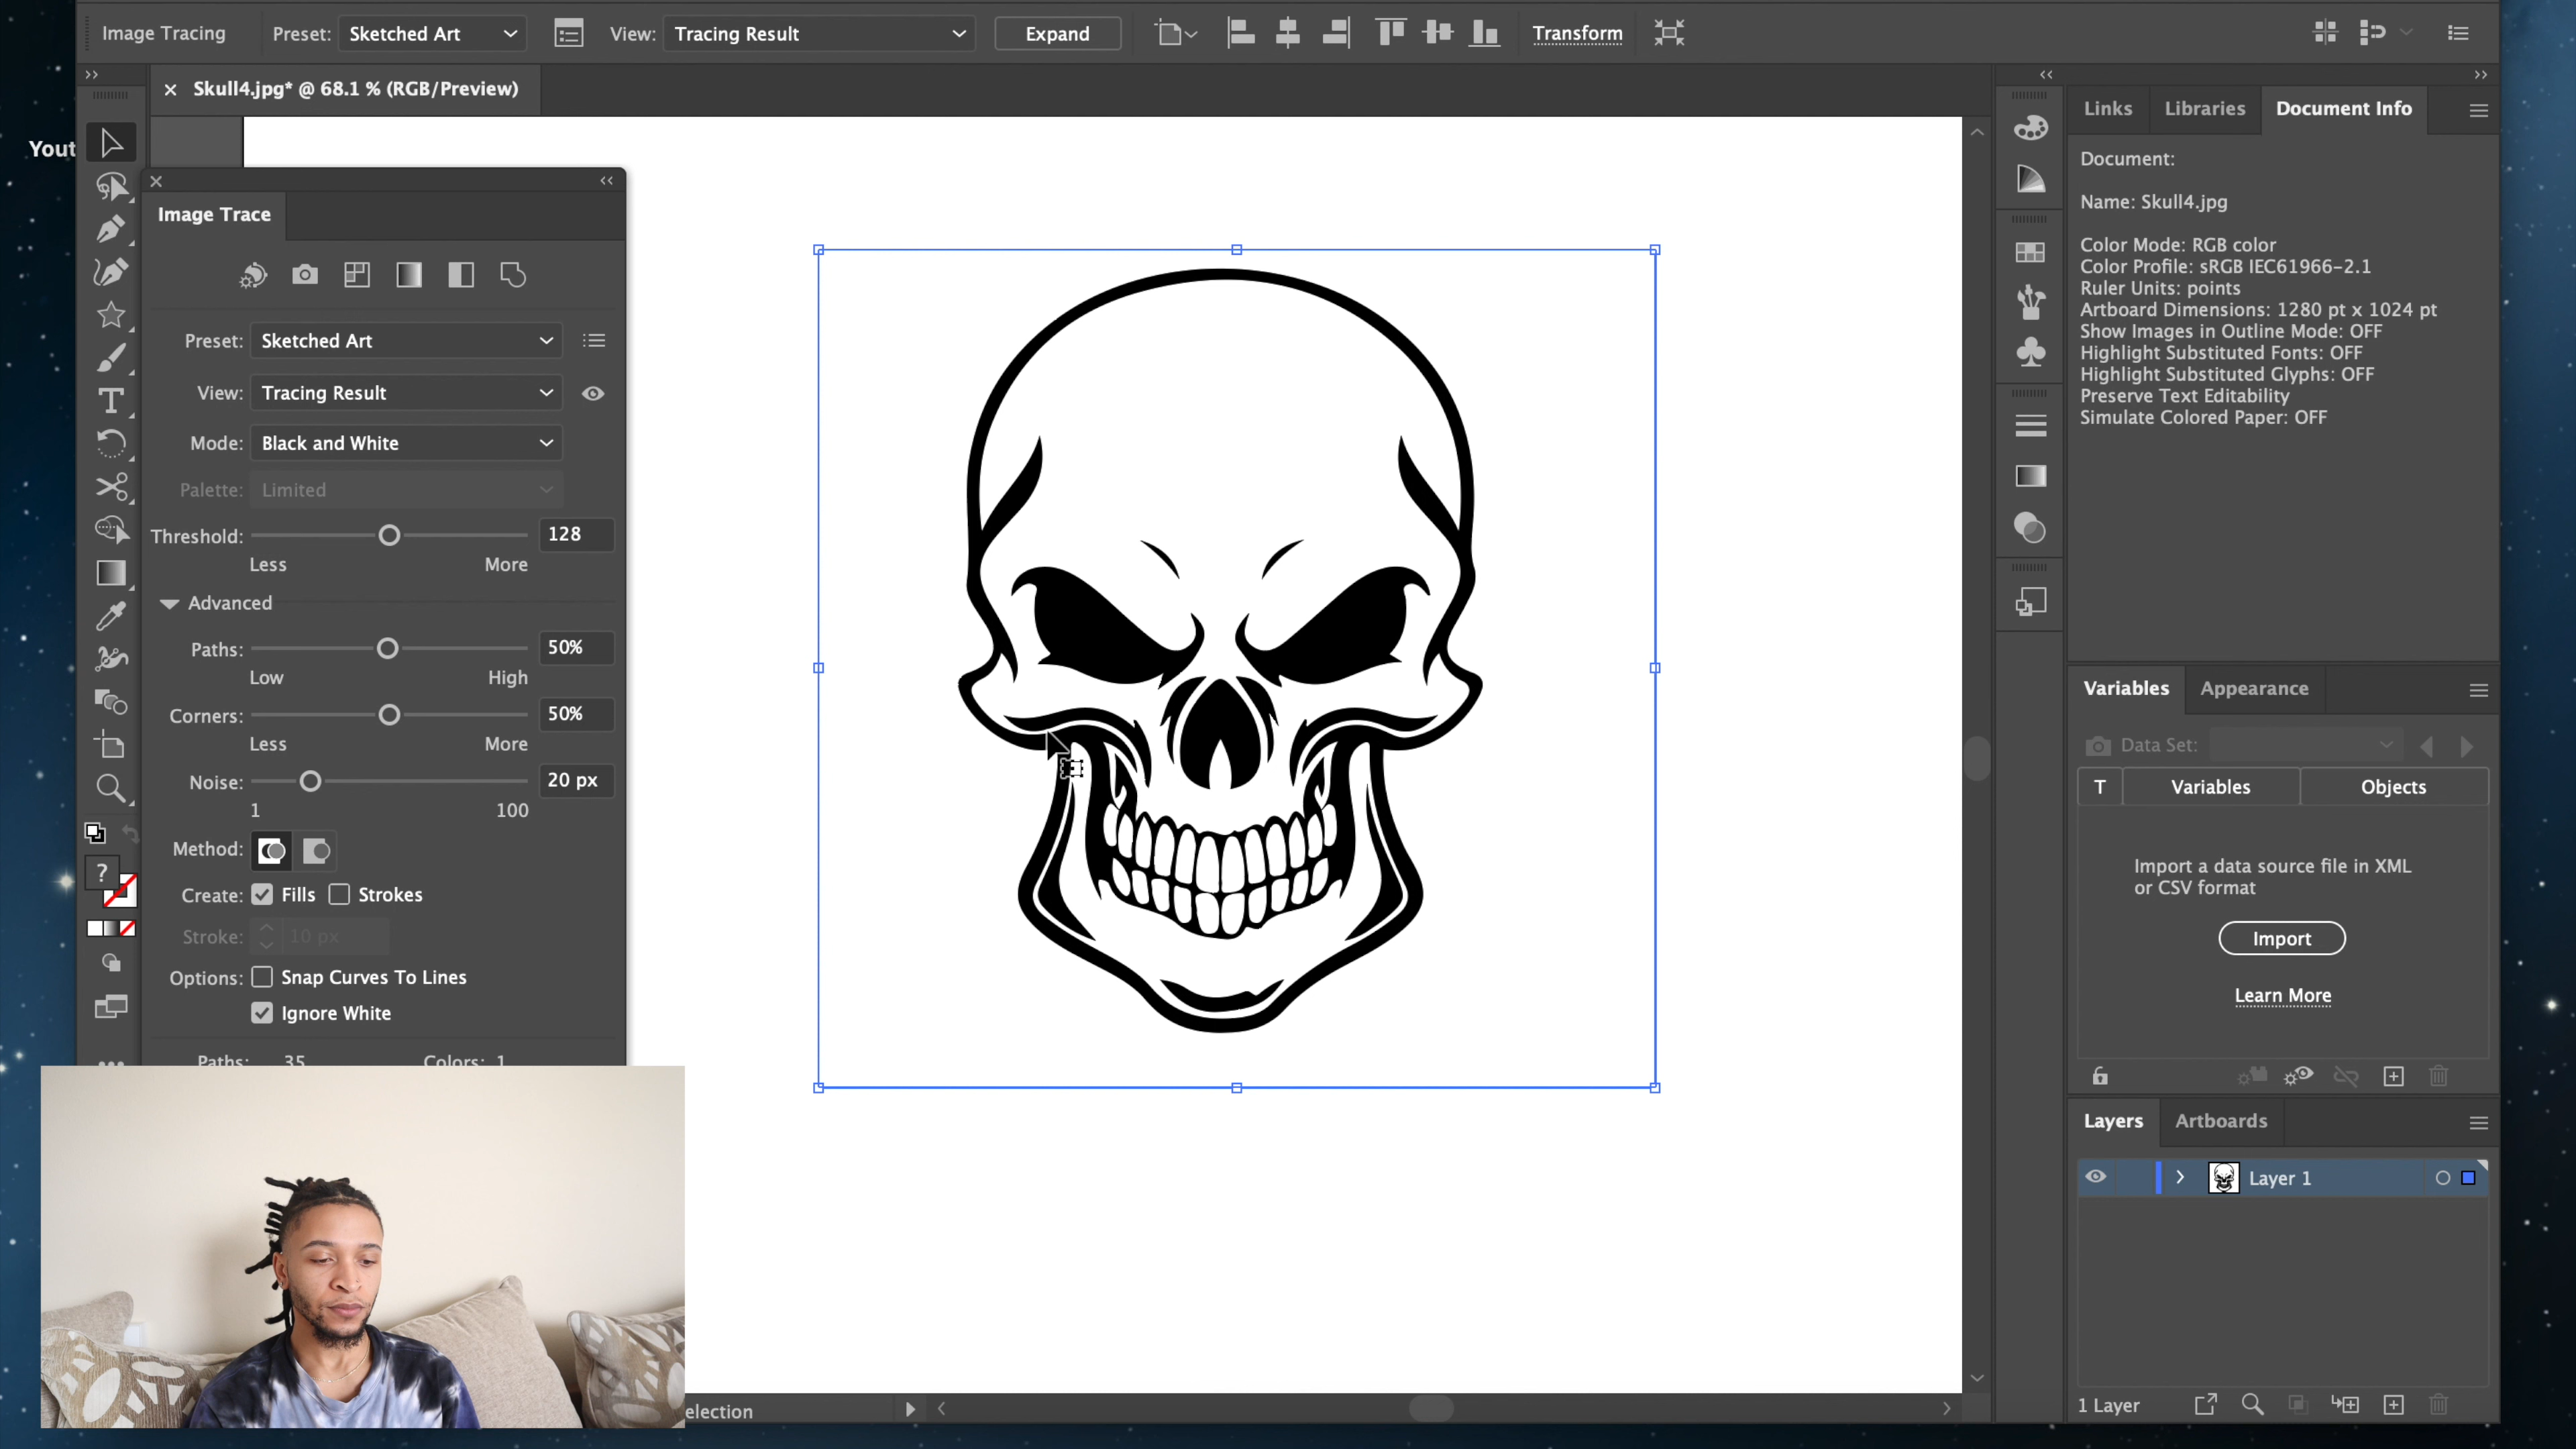 Image Tracing Preset: Sketched Art View: Tracing Result Expand Transform
Skull4.jpg* @ 68.1 % (RGB/Preview)
Yout
Image Trace
Preset: Sketched Art
View: Tracing Result
Mode: Black and White
Palette: Limited
Threshold: 128
Less More
Advanced
Paths: 50%
Low High
Corners: 50%
Less More
Noise: 20 px
1 100
Method:
Create: Fills Strokes
Stroke: 10 px
Options: Snap Curves To Lines
Ignore White
Paths: 35 Colors: 1
T
?
election
Links Libraries Document Info
Document:
Name: Skull4.jpg
Color Mode: RGB color
Color Profile: sRGB IEC61966-2.1
Ruler Units: points
Artboard Dimensions: 1280 pt x 1024 pt
Show Images in Outline Mode: OFF
Highlight Substituted Fonts: OFF
Highlight Substituted Glyphs: OFF
Preserve Text Editability
Simulate Colored Paper: OFF
Variables Appearance
Data Set:
T Variables Objects
Import a data source file in XML
or CSV format
Import
Learn More
Layers Artboards
Layer 1
1 Layer